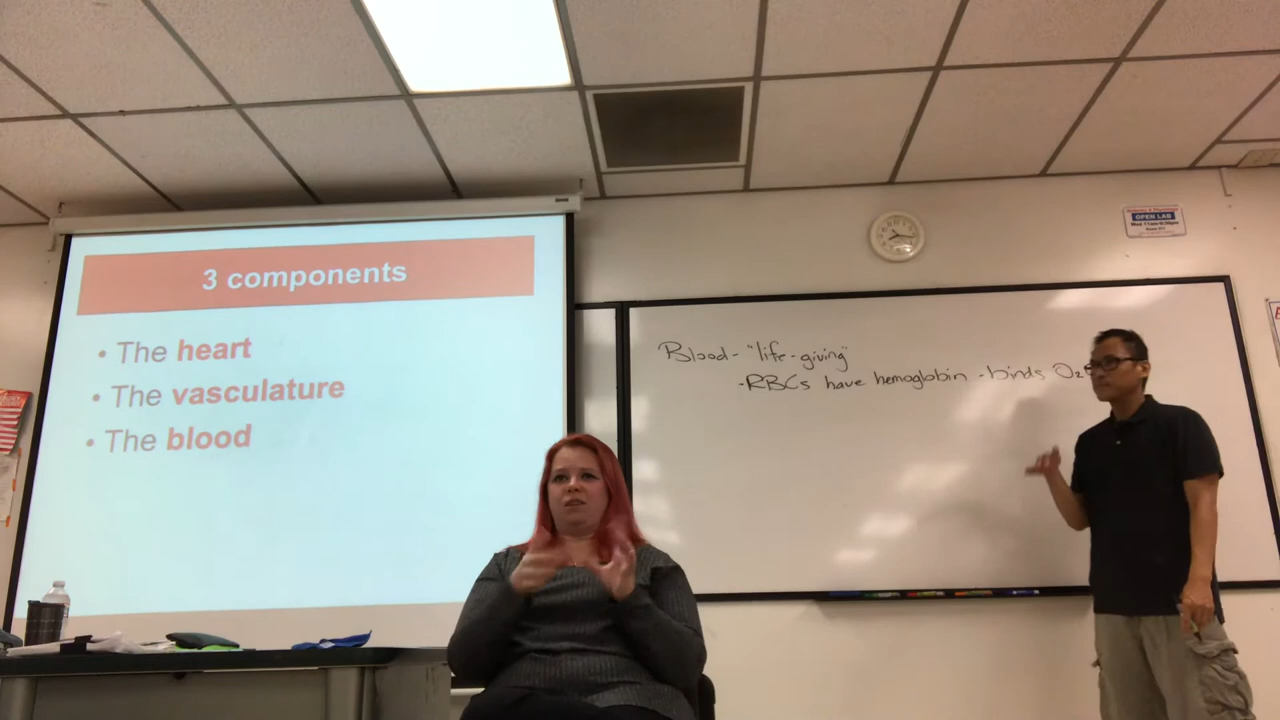 3 components
• The heart
• The vasculature
• The blood
Blood - "life-giving"
-RBCs have hemoglobin - binds O₂
OPEN LAB